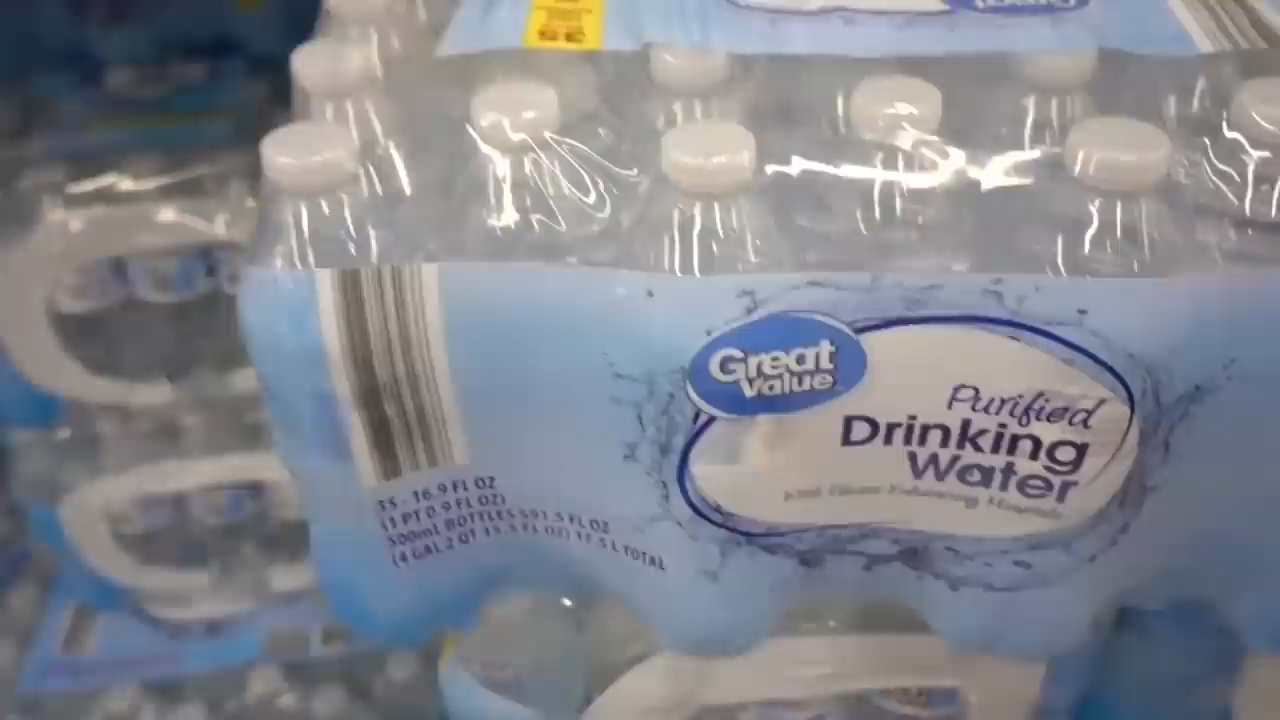 Great
Value
Purified
Drinking
Water
35 - 16.9 FL OZ
(1 PT 0.9 FL OZ)
500mL BOTTLES 591.5 FL OZ
(4 GAL 2 QT 15.5 FL OZ) 17.5 L TOTAL